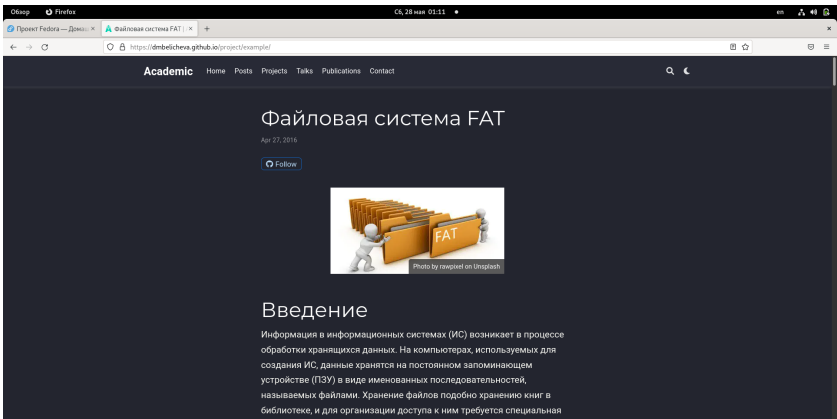 Обзор Firefox Сб, 28 мая 01:11 en
Проект Fedora — Домаш × Файловая система FAT | × + ×
https://dmbelicheva.github.io/project/example/
Academic Home Posts Projects Talks Publications Contact
Файловая система FAT
Apr 27, 2016
Follow
FAT
Photo by rawpixel on Unsplash
Введение
Информация в информационных системах (ИС) возникает в процессе
обработки хранящихся данных. На компьютерах, используемых для
создания ИС, данные хранятся на постоянном запоминающем
устройстве (ПЗУ) в виде именованных последовательностей,
называемых файлами. Хранение файлов подобно хранению книг в
библиотеке, и для организации доступа к ним требуется специальная